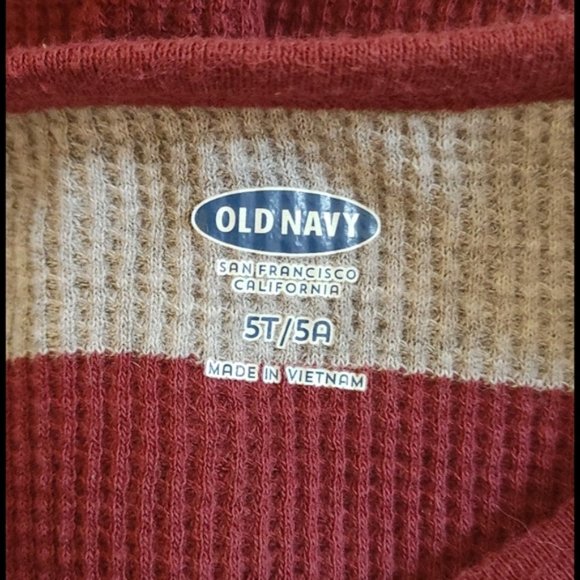 OLD NAVY
SAN FRANCISCO
CALIFORNIA
5T/5A
MADE IN VIETNAM